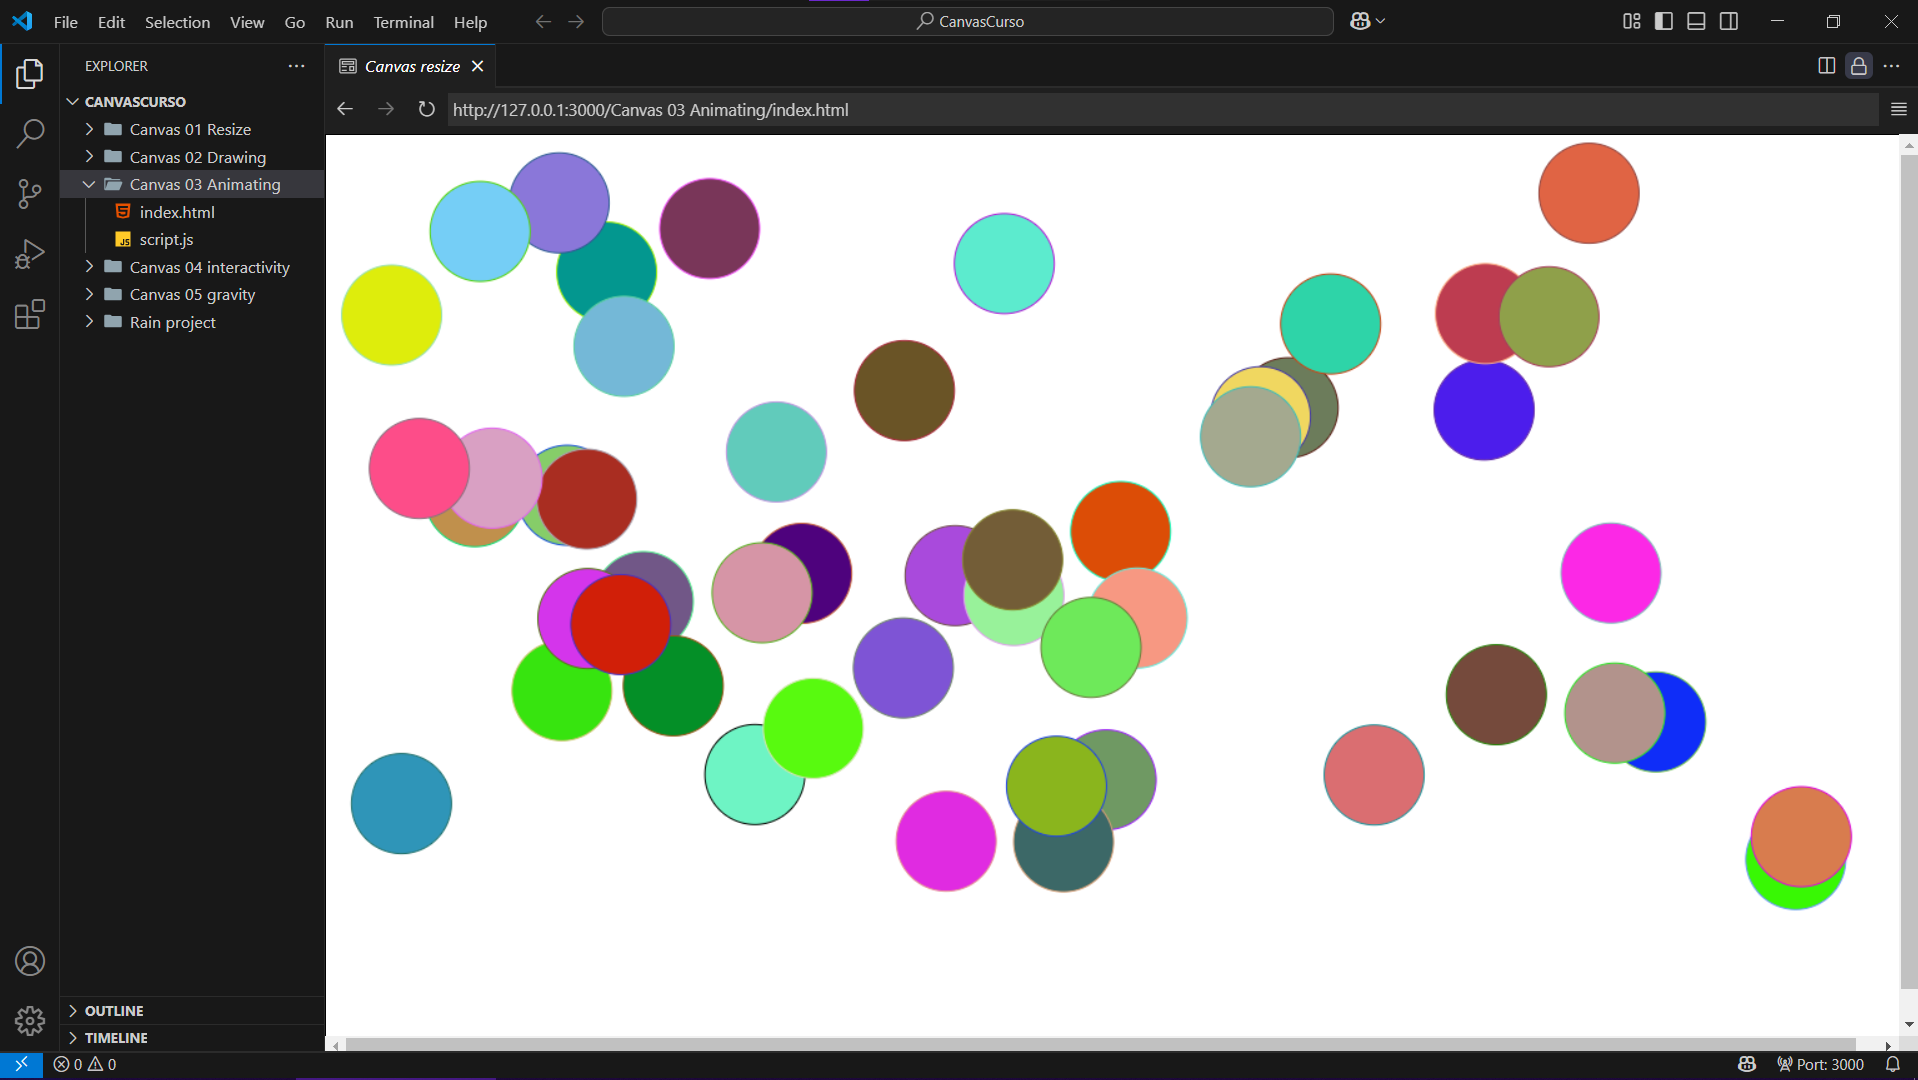 File Edit Selection View Go Run Terminal Help CanvasCurso
EXPLORER
Canvas resize
CANVASCURSO
http://127.0.0.1:3000/Canvas 03 Animating/index.html
Canvas 01 Resize
Canvas 02 Drawing
Canvas 03 Animating
index.html
JS script.js
Canvas 04 interactivity
Canvas 05 gravity
Rain project
OUTLINE
TIMELINE
0 0 Port: 3000